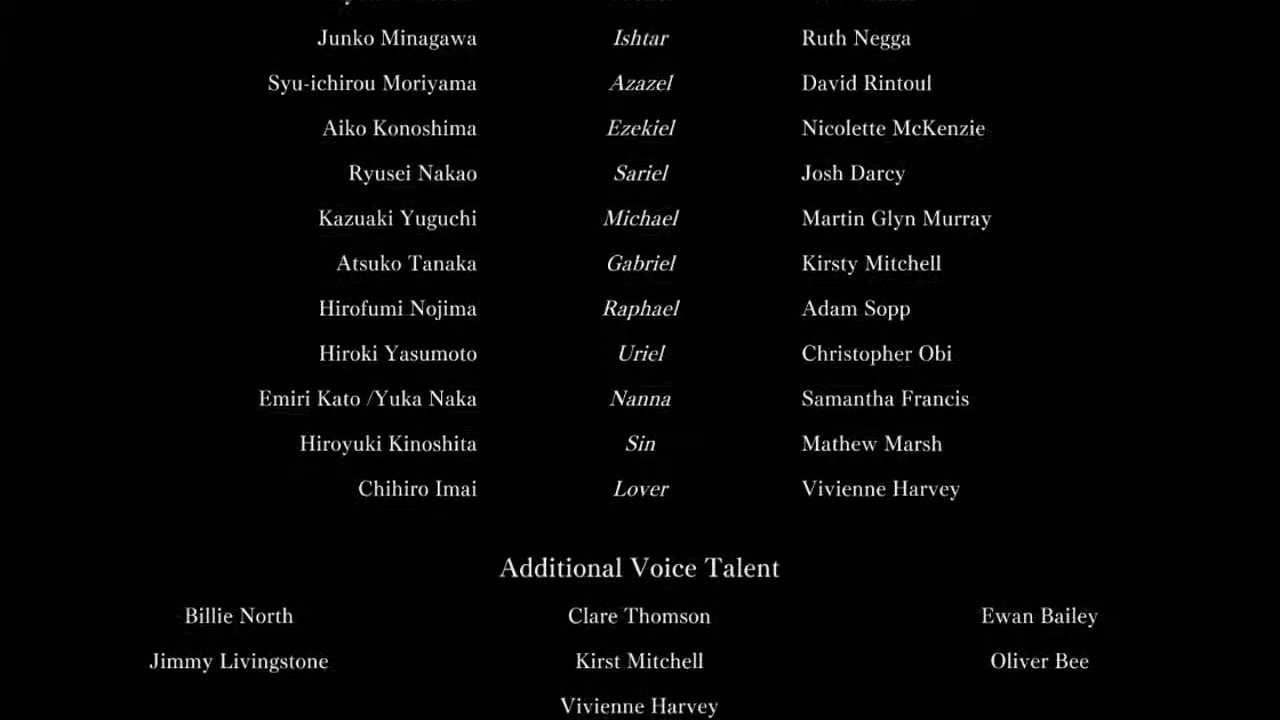 Junko Minagawa Ishtar Ruth Negga
Syu-ichirou Moriyama Azazel David Rintoul
Aiko Konoshima Ezekiel Nicolette McKenzie
Ryusei Nakao Sariel Josh Darcy
Kazuaki Yuguchi Michael Martin Glyn Murray
Atsuko Tanaka Gabriel Kirsty Mitchell
Hirofumi Nojima Raphael Adam Sopp
Hiroki Yasumoto Uriel Christopher Obi
Emiri Kato /Yuka Naka Nanna Samantha Francis
Hiroyuki Kinoshita Sin Mathew Marsh
Chihiro Imai Lover Vivienne Harvey
Additional Voice Talent
Billie North Clare Thomson Ewan Bailey
Jimmy Livingstone Kirst Mitchell Oliver Bee
Vivienne Harvey